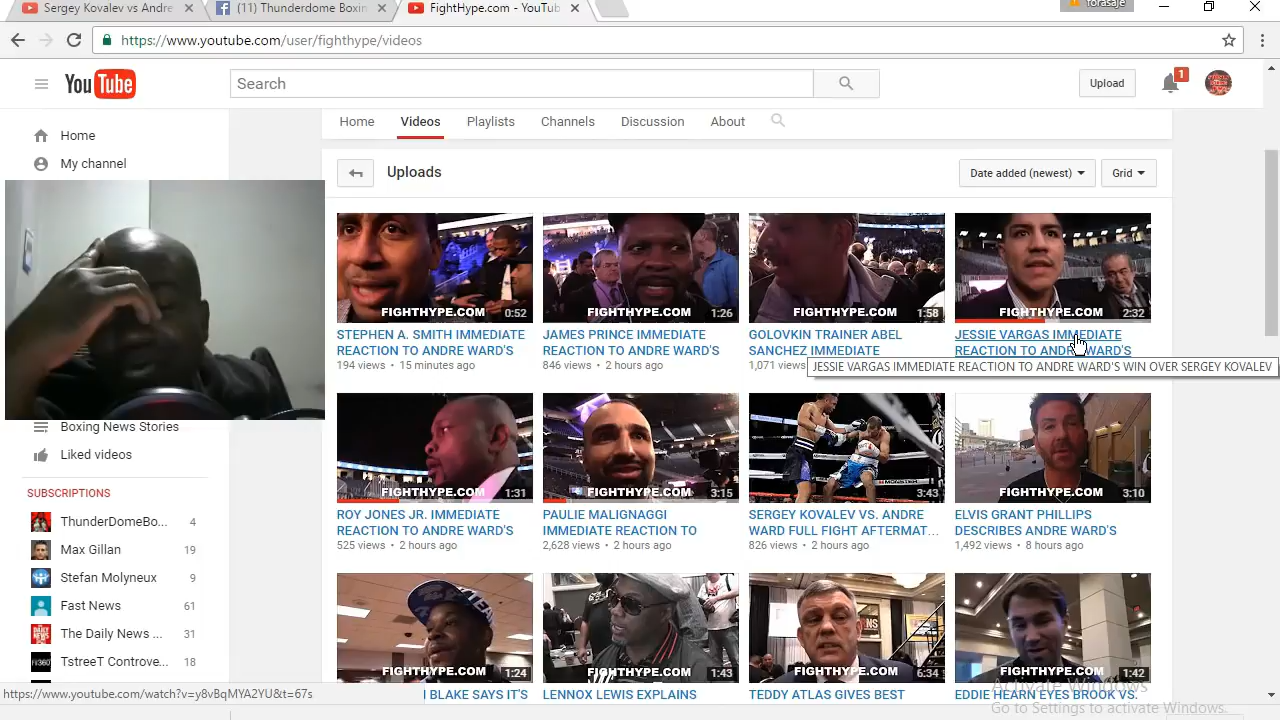 Sergey Kovalev vs Andre
(11) Thunderdome Boxin
FightHype.com - YouTub
https://www.youtube.com/user/fighthype/videos
YouTube
Search
Upload
1
Home
Videos
Playlists
Channels
Discussion
About
Home
My channel
Uploads
Date added (newest)
Grid
FIGHTHYPE.COM 0:52
FIGHTHYPE.COM 1:26
FIGHTHYPE.COM 1:58
FIGHTHYPE.COM 2:32
STEPHEN A. SMITH IMMEDIATE
REACTION TO ANDRE WARD'S
194 views • 15 minutes ago
JAMES PRINCE IMMEDIATE
REACTION TO ANDRE WARD'S
846 views • 2 hours ago
GOLOVKIN TRAINER ABEL
SANCHEZ IMMEDIATE
1,071 views
JESSIE VARGAS IMMEDIATE
REACTION TO ANDRE WARD'S
JESSIE VARGAS IMMEDIATE REACTION TO ANDRE WARD'S WIN OVER SERGEY KOVALEV
Boxing News Stories
Liked videos
SUBSCRIPTIONS
ThunderDomeBo... 4
Max Gillan 19
Stefan Molyneux 9
Fast News 61
The Daily News ... 31
TstreeT Controve... 18
FIGHTHYPE.COM 1:31
FIGHTHYPE.COM 3:15
FIGHTHYPE.COM 3:43
FIGHTHYPE.COM 3:10
ROY JONES JR. IMMEDIATE
REACTION TO ANDRE WARD'S
525 views • 2 hours ago
PAULIE MALIGNAGGI
IMMEDIATE REACTION TO
2,628 views • 2 hours ago
SERGEY KOVALEV VS. ANDRE
WARD FULL FIGHT AFTERMAT...
826 views • 2 hours ago
ELVIS GRANT PHILLIPS
DESCRIBES ANDRE WARD'S
1,492 views • 8 hours ago
FIGHTHYPE.COM 1:24
FIGHTHYPE.COM 1:43
FIGHTHYPE.COM 6:34
FIGHTHYPE.COM 1:42
BLAKE SAYS IT'S
LENNOX LEWIS EXPLAINS
TEDDY ATLAS GIVES BEST
EDDIE HEARN EYES BROOK VS.
https://www.youtube.com/watch?v=y8vBqMYA2YU&t=67s
Activate Windows
Go to Settings to activate Windows.